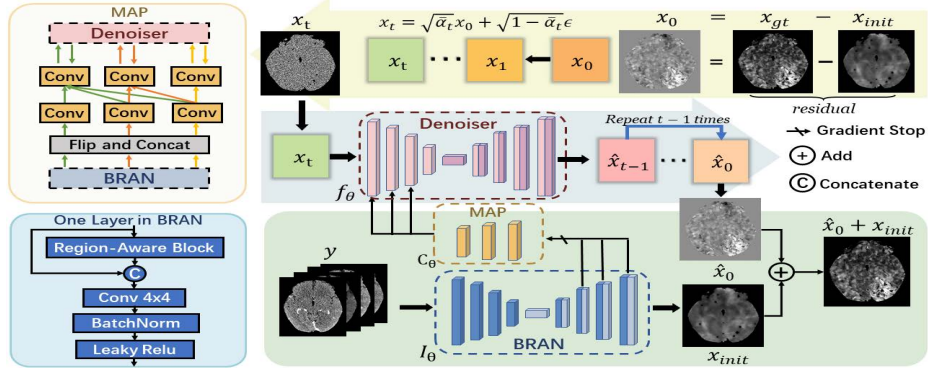 MAP
Denoiser
Conv Conv Conv
Conv Conv Conv
Flip and Concat
BRAN
One Layer in BRAN
Region-Aware Block
C
Conv 4x4
BatchNorm
Leaky Relu
x_t
x_t = √ᾱ_t x_0 + √1 − ᾱ_t ϵ
x_t ··· x_1 x_0
x_0 = x_gt − x_init
= −
residual
x_t
Denoiser
f_θ
Repeat t − 1 times
x̂_{t−1} ··· x̂_0
Gradient Stop
+ Add
C Concatenate
MAP
C_θ
y
I_θ
BRAN
x̂_0
x_init
+
x̂_0 + x_init